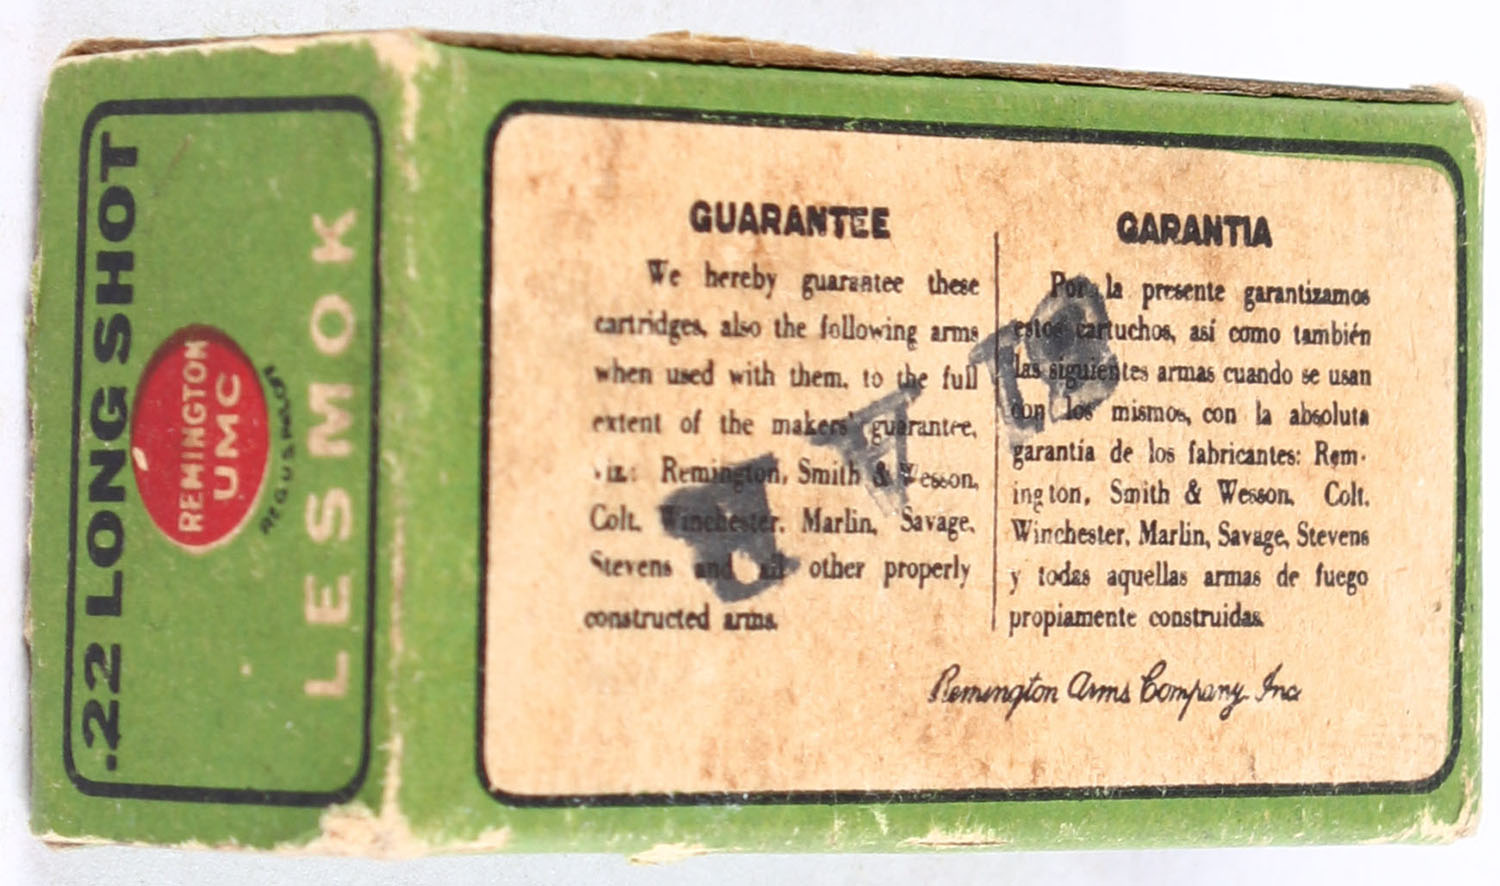 .22 LONG SHOT
REMINGTON
UMC
REG.U.S.PAT.OFF.
LESMOK
GUARANTEE
We hereby guarantee these
cartridges, also the following arms
when used with them, to the full
extent of the makers' guarantee,
viz: Remington, Smith & Wesson,
Colt, Winchester, Marlin, Savage,
Stevens and all other properly
constructed arms.
GARANTIA
Por la presente garantizamos
estos cartuchos, así como también
las siguientes armas cuando se usan
con los mismos, con la absoluta
garantía de los fabricantes: Rem-
ington, Smith & Wesson, Colt,
Winchester, Marlin, Savage, Stevens
y todas aquellas armas de fuego
propiamente construidas.
Remington Arms Company, Inc